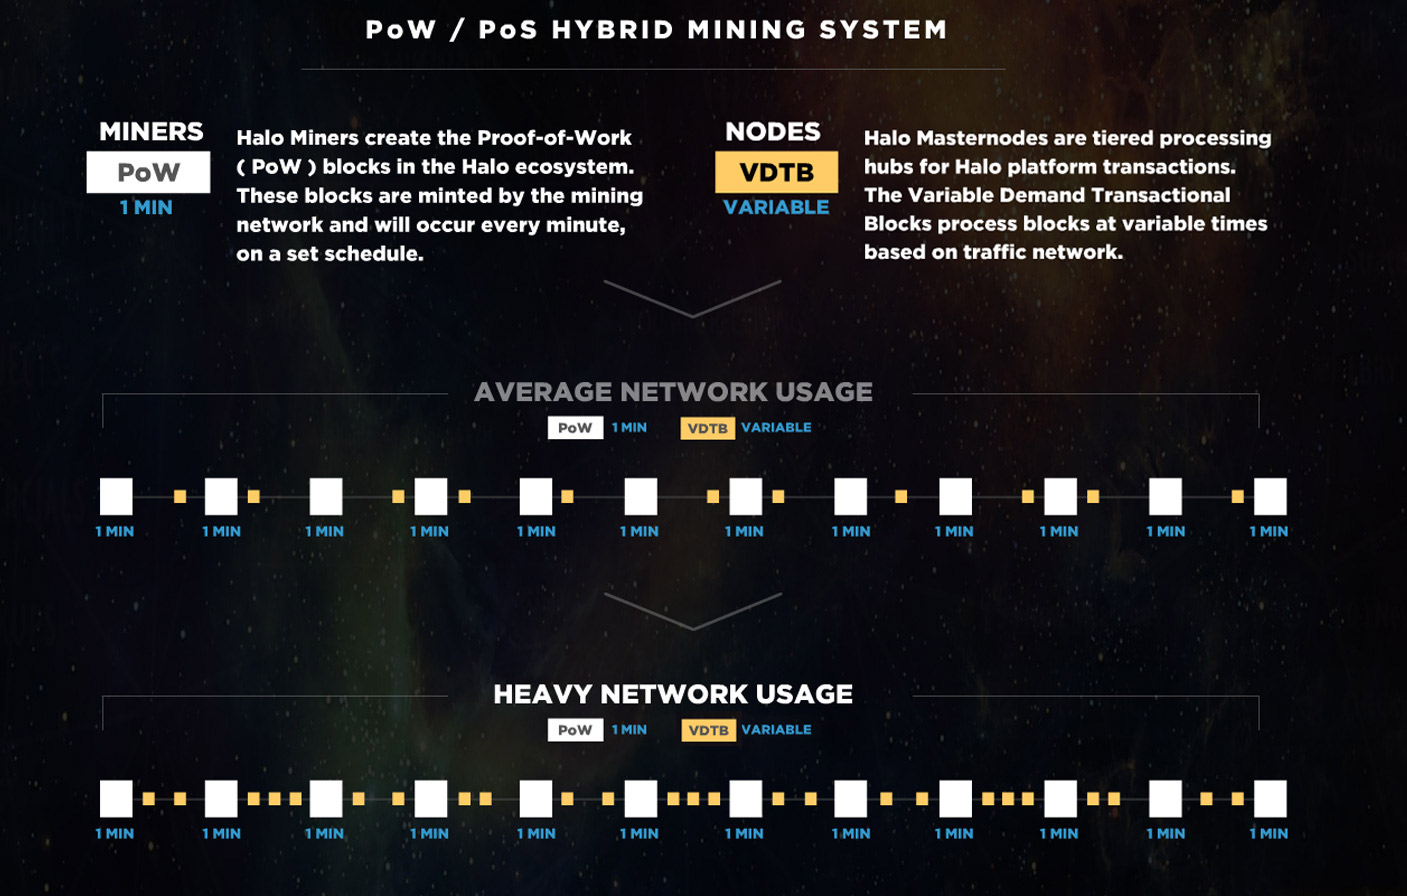 PoW / PoS HYBRID MINING SYSTEM
MINERS
PoW
1 MIN
Halo Miners create the Proof-of-Work
( PoW ) blocks in the Halo ecosystem.
These blocks are minted by the mining
network and will occur every minute,
on a set schedule.
NODES
VDTB
VARIABLE
Halo Masternodes are tiered processing
hubs for Halo platform transactions.
The Variable Demand Transactional
Blocks process blocks at variable times
based on traffic network.
AVERAGE NETWORK USAGE
PoW 1 MIN VDTB VARIABLE
1 MIN 1 MIN 1 MIN 1 MIN 1 MIN 1 MIN 1 MIN 1 MIN 1 MIN 1 MIN 1 MIN 1 MIN
HEAVY NETWORK USAGE
PoW 1 MIN VDTB VARIABLE
1 MIN 1 MIN 1 MIN 1 MIN 1 MIN 1 MIN 1 MIN 1 MIN 1 MIN 1 MIN 1 MIN 1 MIN